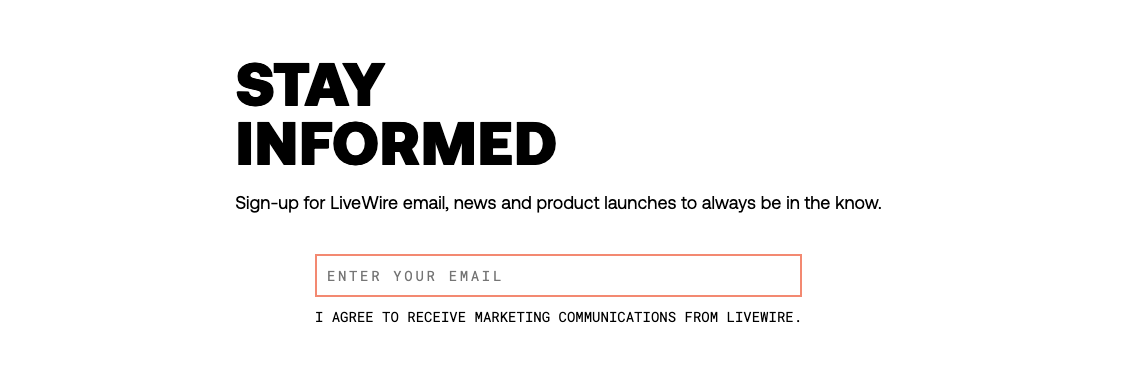 STAY
INFORMED
Sign-up for LiveWire email, news and product launches to always be in the know.
ENTER YOUR EMAIL
I AGREE TO RECEIVE MARKETING COMMUNICATIONS FROM LIVEWIRE.